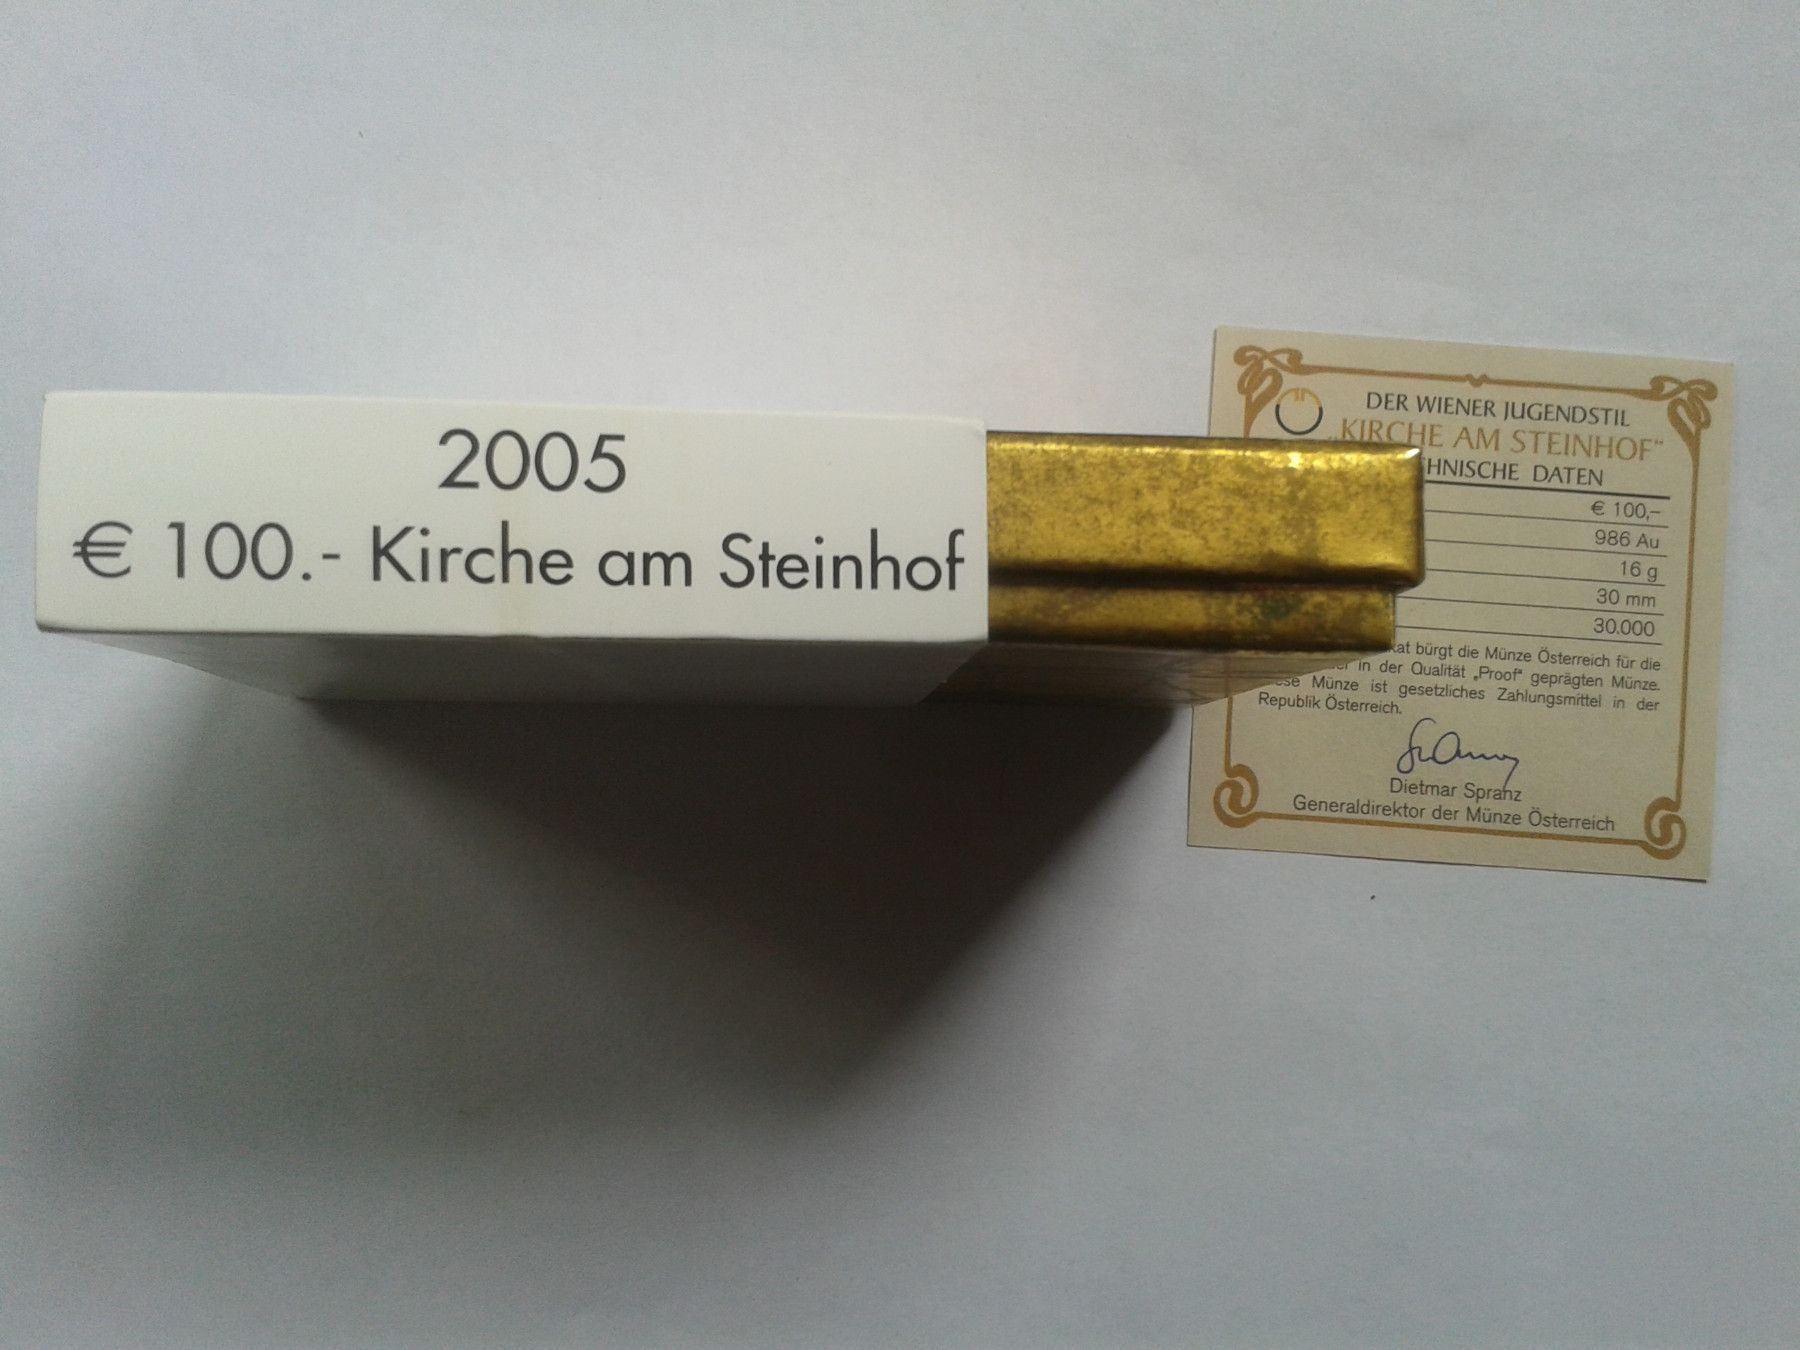 2005
€ 100.- Kirche am Steinhof
DER WIENER JUGENDSTIL
„KIRCHE AM STEINHOF“
DATEN
€ 100,–
986 Au
16 g
30 mm
30.000
bürgt die Münze Österreich für die
in der Qualität „Proof“ geprägten Münze.
Münze ist gesetzliches Zahlungsmittel in der
Republik Österreich.
Dietmar Spranz
Generaldirektor der Münze Österreich